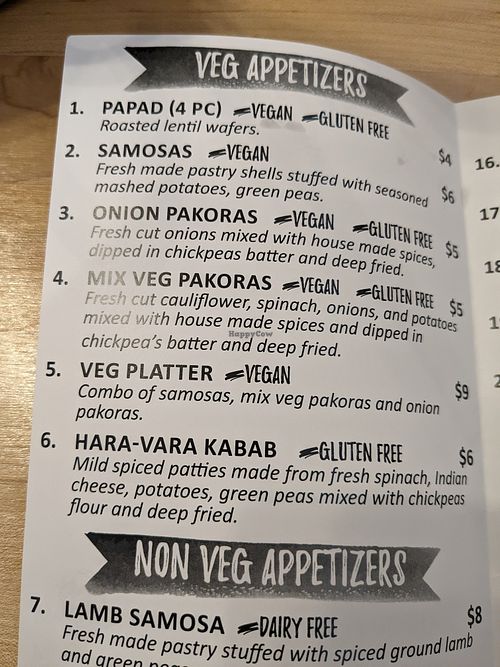 VEG APPETIZERS
1. PAPAD (4 PC) VEGAN GLUTEN FREE
Roasted lentil wafers. $4
2. SAMOSAS VEGAN
Fresh made pastry shells stuffed with seasoned $6
mashed potatoes, green peas.
3. ONION PAKORAS VEGAN GLUTEN FREE
Fresh cut onions mixed with house made spices, $5
dipped in chickpeas batter and deep fried.
4. MIX VEG PAKORAS VEGAN GLUTEN FREE
Fresh cut cauliflower, spinach, onions, and potatoes $5
mixed with house made spices and dipped in
HappyCow
chickpea's batter and deep fried.
5. VEG PLATTER VEGAN $9
Combo of samosas, mix veg pakoras and onion
pakoras.
6. HARA-VARA KABAB GLUTEN FREE $6
Mild spiced patties made from fresh spinach, Indian
cheese, potatoes, green peas mixed with chickpeas
flour and deep fried.
NON VEG APPETIZERS
7. LAMB SAMOSA DAIRY FREE $8
Fresh made pastry stuffed with spiced ground lamb
and green
16.
17